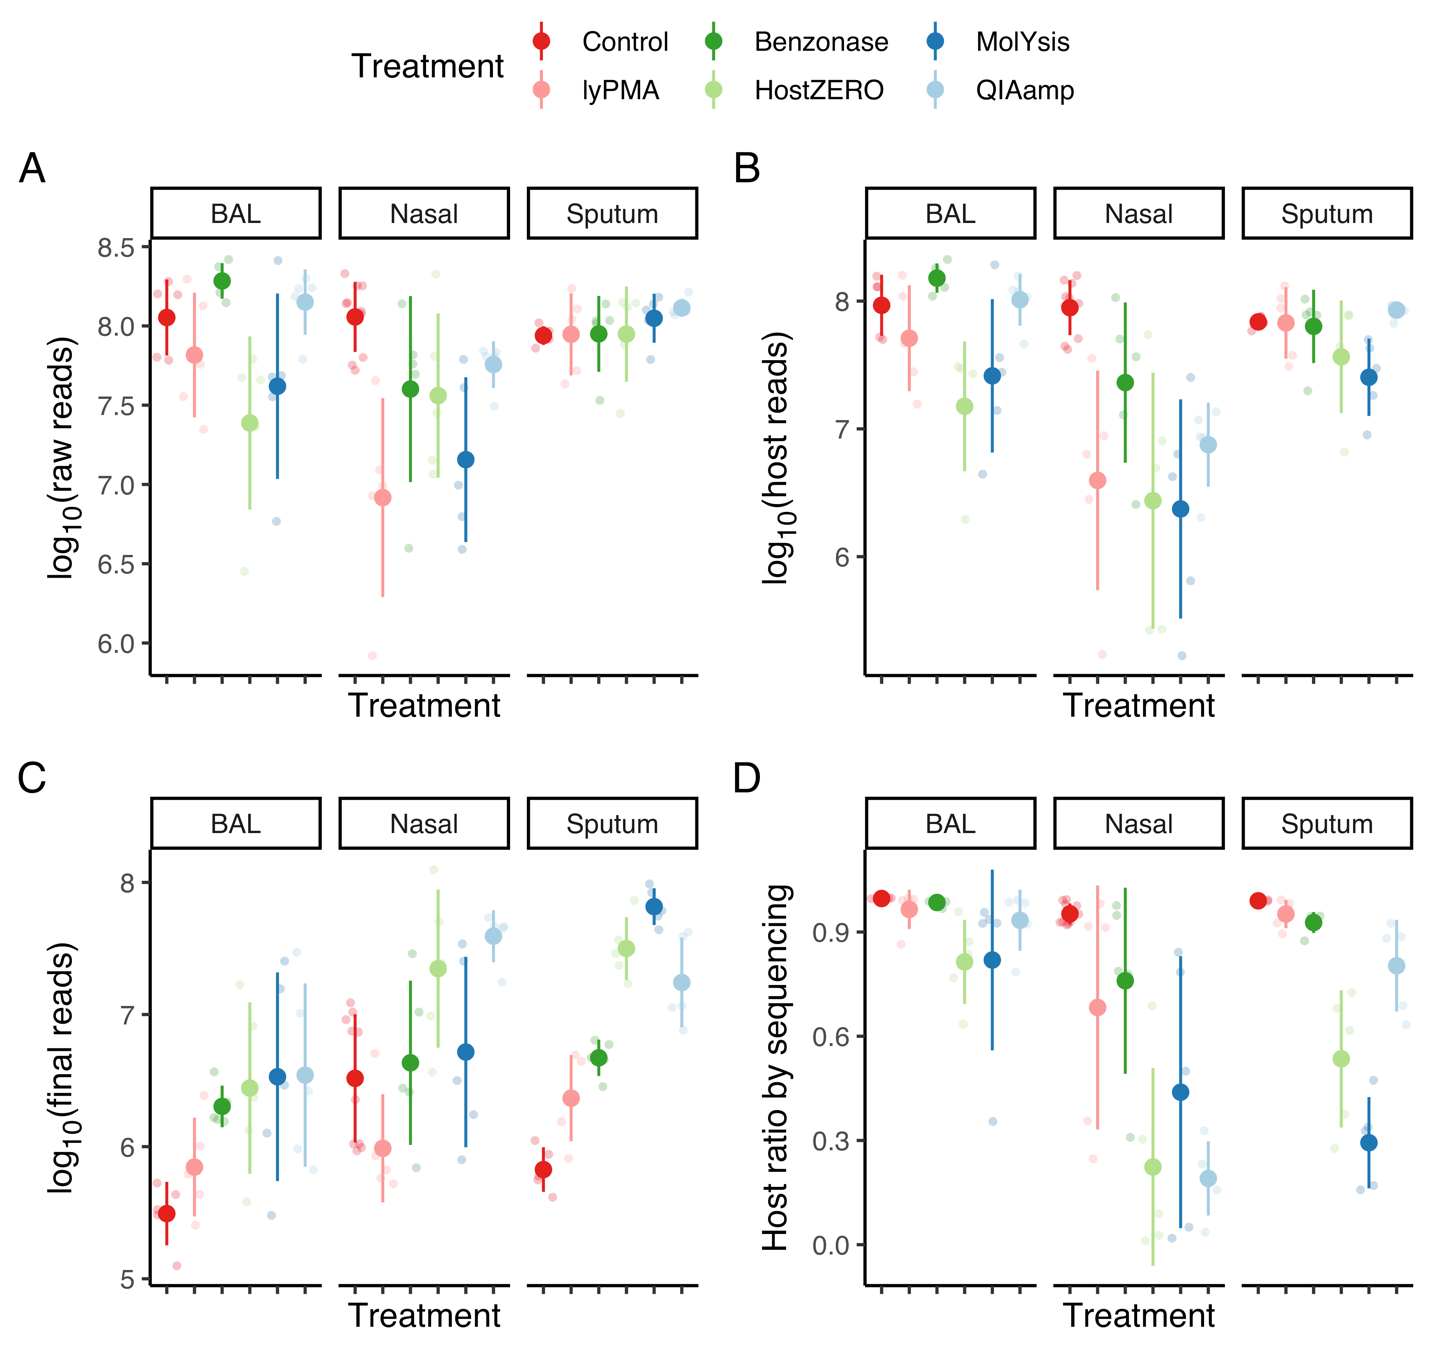 Treatment
Control
Benzonase
MolYsis
lyPMA
HostZERO
QIAamp
A
BAL
Nasal
Sputum
log10(raw reads)
8.5
8.0
7.5
7.0
6.5
6.0
Treatment
B
BAL
Nasal
Sputum
log10(host reads)
8
7
6
Treatment
C
BAL
Nasal
Sputum
log10(final reads)
8
7
6
5
Treatment
D
BAL
Nasal
Sputum
Host ratio by sequencing
0.9
0.6
0.3
0.0
Treatment